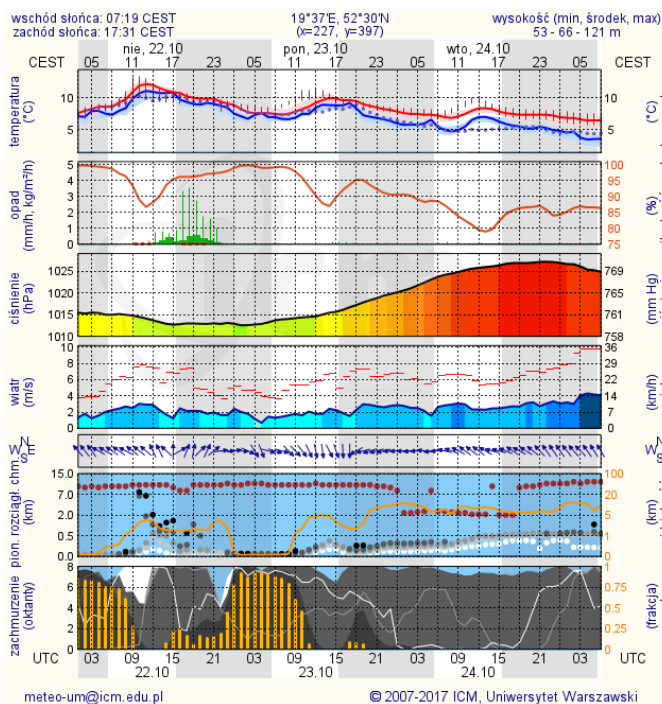 wschód słońca: 07:19 CEST 19°37'E, 52°30'N wysokość (min, środek, max)
zachód słońca: 17:31 CEST (x=227, y=397) 53 - 66 - 121 m
nie, 22.10 pon, 23.10 wto, 24.10
CEST 05 11 17 23 05 11 17 23 05 11 17 23 05 CEST
temperatura
(°C)
10
5
10
5
(°C)
opad
(mm/h, kg/m²/h)
5
4
3
2
1
0
100
95
90
85
80
75
(%)
ciśnienie
(hPa)
1025
1020
1015
1010
769
765
761
758
(mm Hg)
wiatr
(m/s)
10
8
6
4
2
0
36
29
22
14
7
0
(km/h)
N
W E
S
N
W E
S
pion. rozciągł. chm
(km)
15.0
7.0
2.0
0.5
0.0
100
20
5
1
0
(km)
zachmurzenie
(oktanty)
8
6
4
2
0
1
0.75
0.5
0.25
0
(frakcja)
UTC 03 09 15 21 03 09 15 21 03 09 15 21 03 UTC
22.10 23.10 24.10
meteo-um@icm.edu.pl © 2007-2017 ICM, Uniwersytet Warszawski